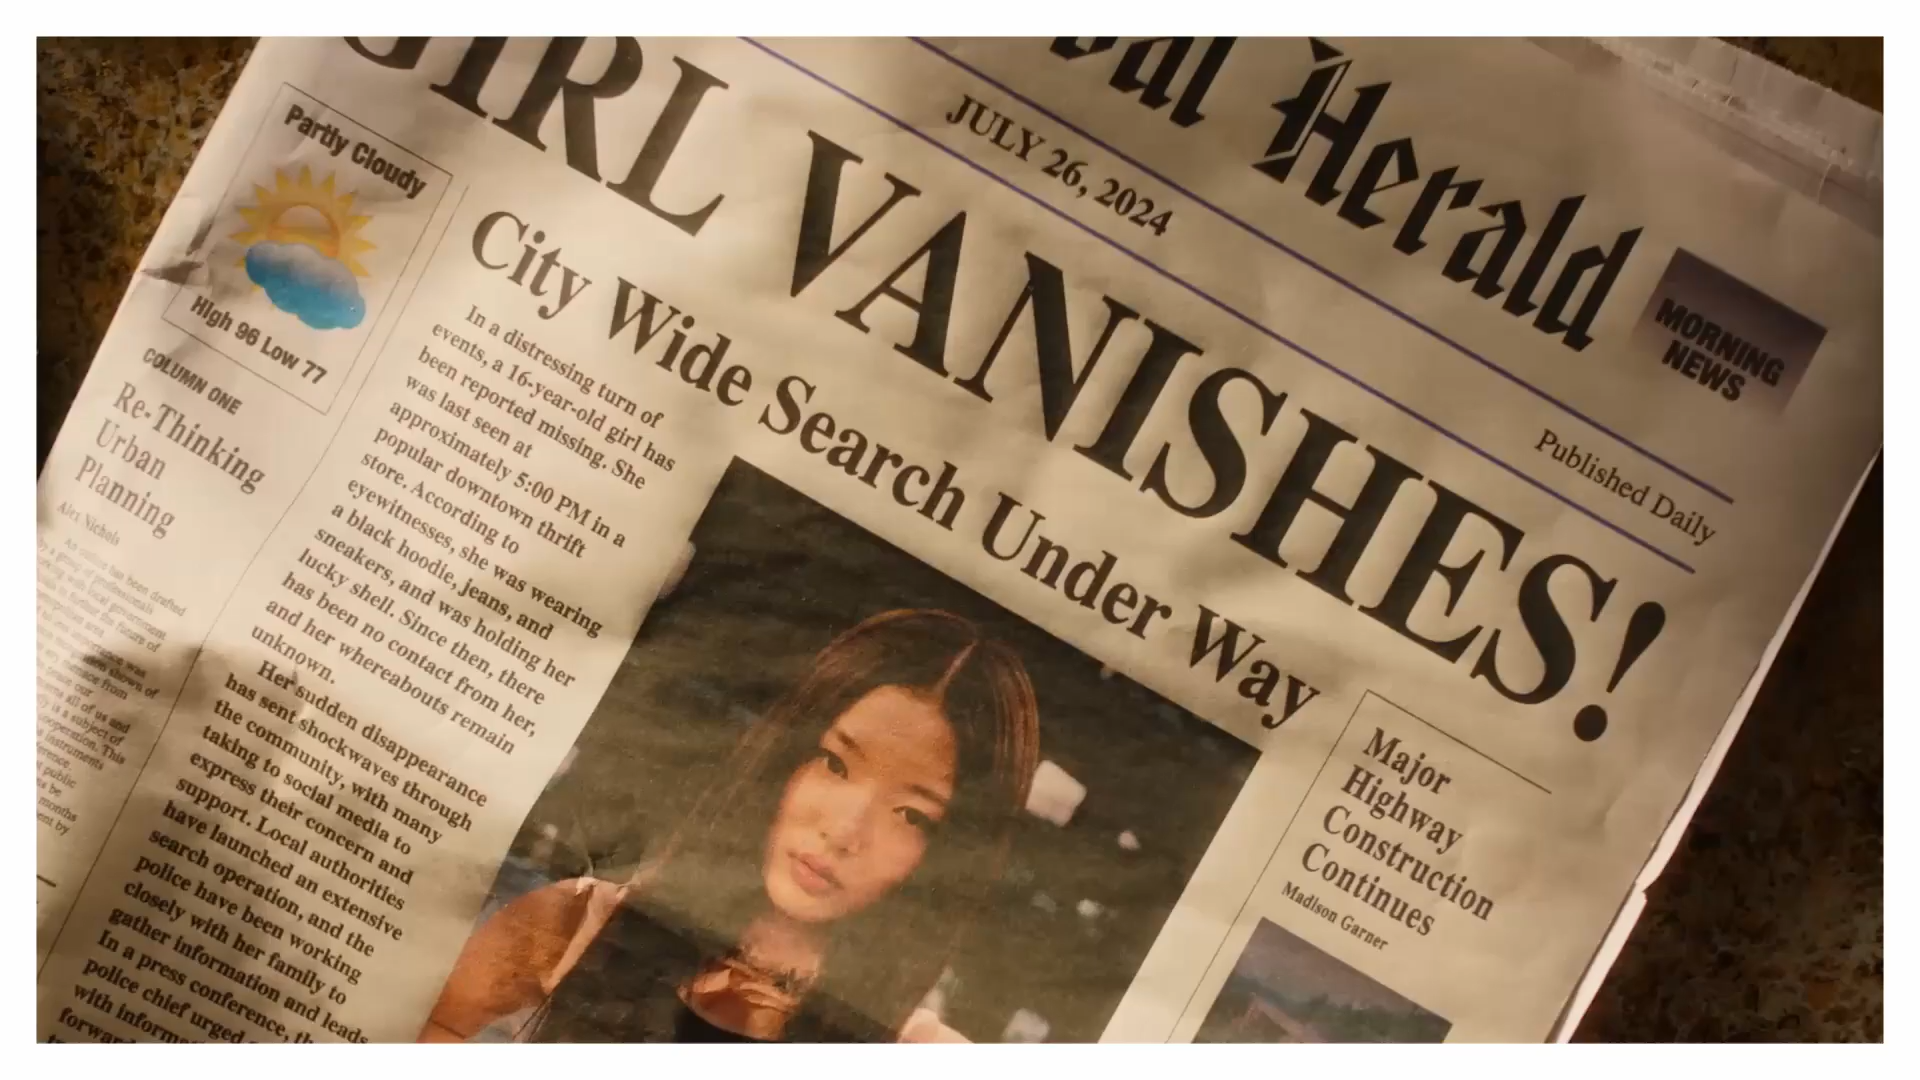 bal Herald
MORNING
NEWS
JULY 26, 2024
Published Daily
GIRL VANISHES!
City Wide Search Under Way
Partly Cloudy
High 96 Low 77
COLUMN ONE
Re-Thinking
Urban
Planning
Alex Nichols
In a distressing turn of
events, a 16-year-old girl has
been reported missing. She
was last seen at
approximately 5:00 PM in a
popular downtown thrift
store. According to
eyewitnesses, she was wearing
a black hoodie, jeans, and
sneakers, and was holding her
lucky shell. Since then, there
has been no contact from her,
and her whereabouts remain
unknown.
Her sudden disappearance
has sent shockwaves through
the community, with many
taking to social media to
express their concern and
support. Local authorities
have launched an extensive
search operation, and the
police have been working
closely with her family to
gather information and leads
In a press conference, th
police chief urged
with inform
forward
Major
Highway
Construction
Continues
Madison Garner